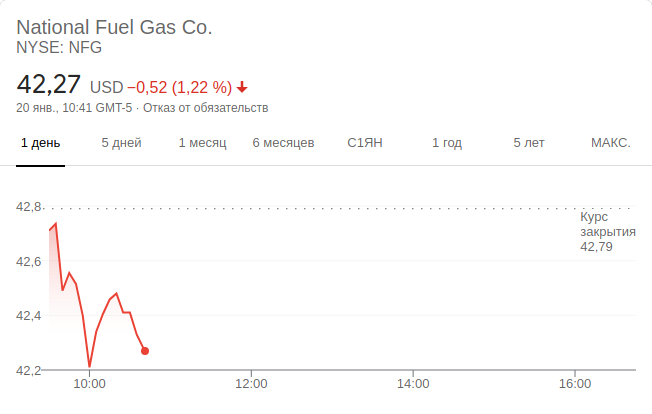 National Fuel Gas Co.
NYSE: NFG
42,27 USD −0,52 (1,22 %)
20 янв., 10:41 GMT-5 · Отказ от обязательств
1 день 5 дней 1 месяц 6 месяцев С1ЯН 1 год 5 лет МАКС.
42,8
Курс
закрытия
42,79
42,6
42,4
42,2
10:00 12:00 14:00 16:00